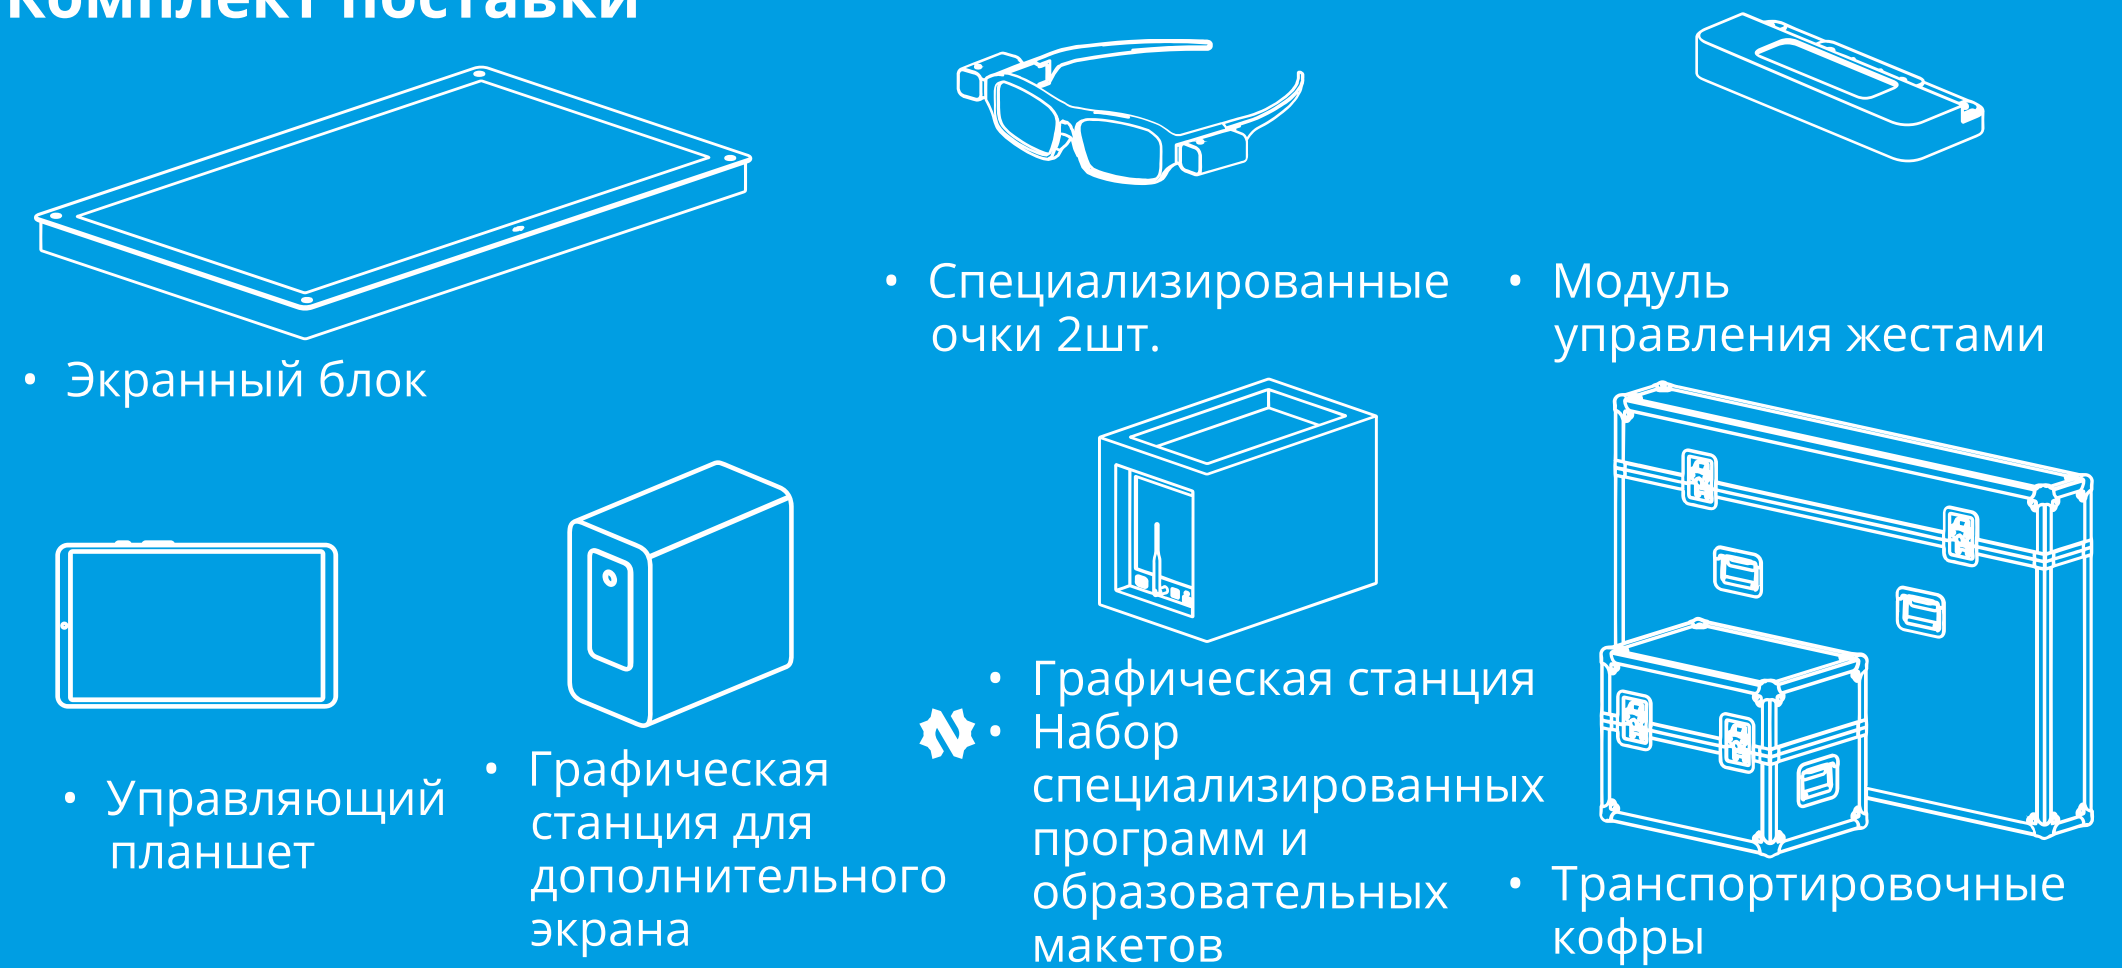 Комплект поставки
• Экранный блок
• Специализированные
очки 2шт.
• Модуль
управления жестами
• Управляющий
планшет
• Графическая
станция для
дополнительного
экрана
• Графическая станция
• Набор
специализированных
программ и
образовательных
макетов
• Транспортировочные
кофры